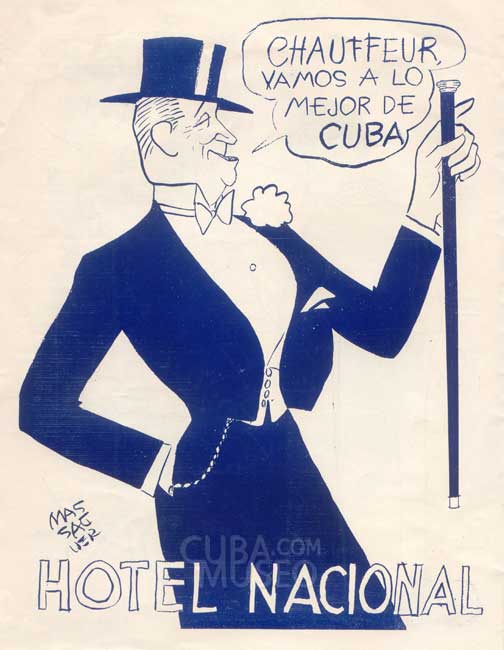 CHAUFFEUR,
VAMOS A LO
MEJOR DE
CUBA
MAS
SAG
UER
CUBA.COM
MUSEO
HOTEL NACIONAL